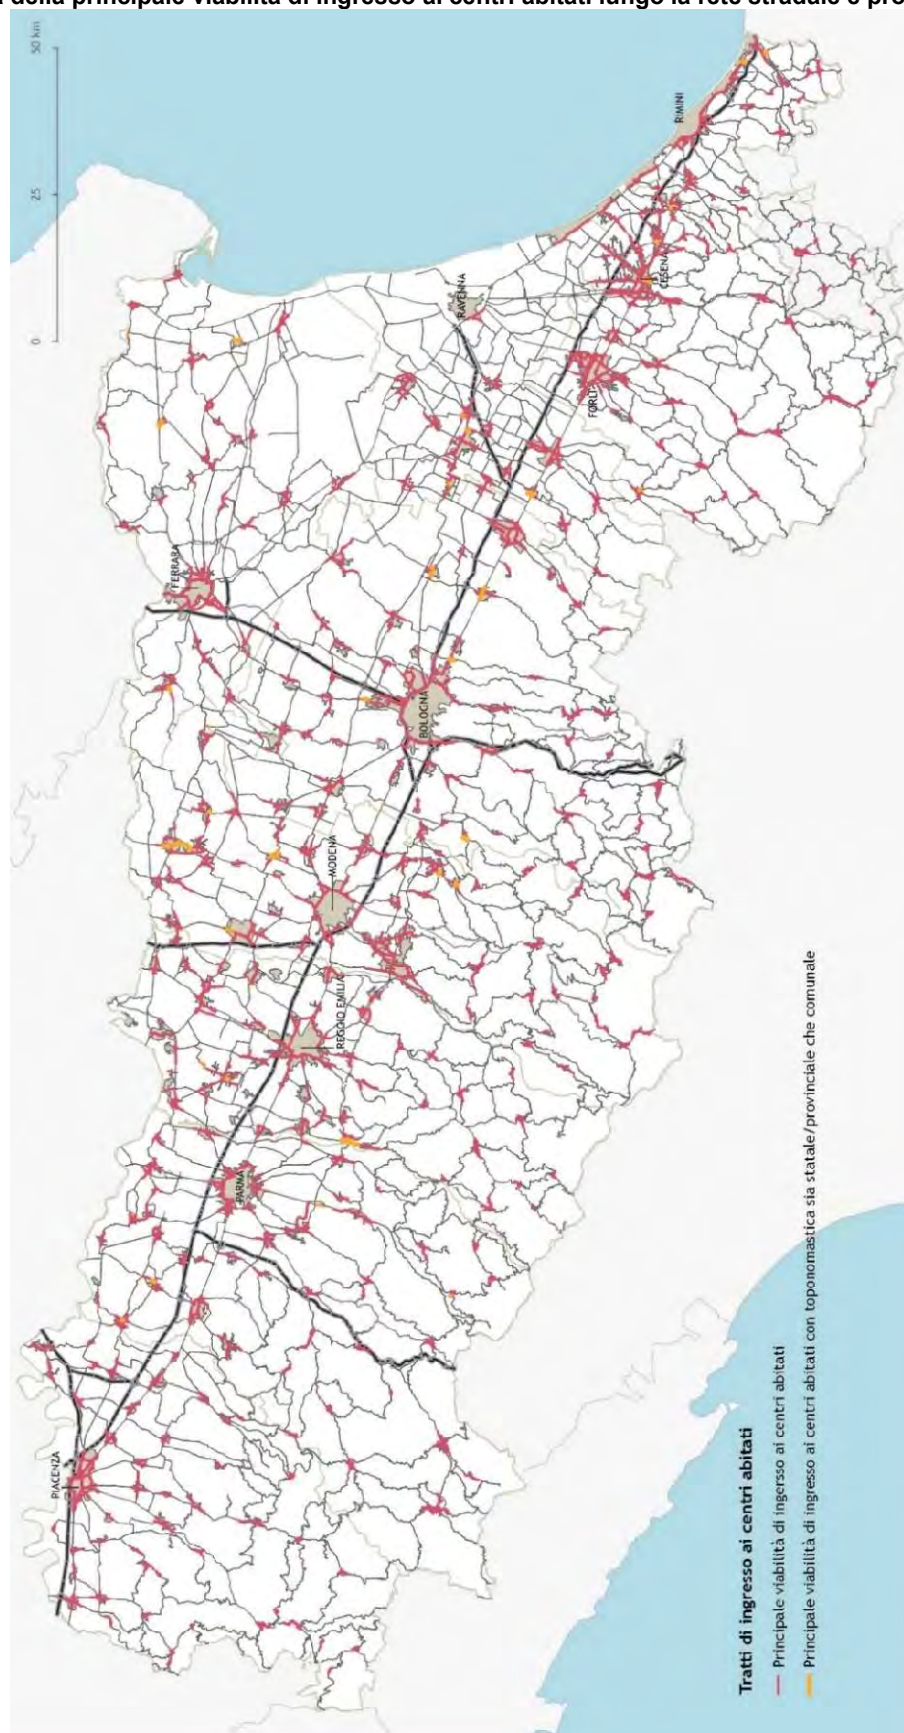 della principale viabilità di ingresso ai centri abitati lungo la rete stradale e pro
0 25 50 km
PIACENZA
PARMA
REGGIO EMILIA
MODENA
BOLOGNA
FERRARA
RAVENNA
FORLÌ
CESENA
RIMINI
Tratti di ingresso ai centri abitati
Principale viabilità di ingersso ai centri abitati
Principale viabilità di ingresso ai centri abitati con toponomastica sia statale/provinciale che comunale